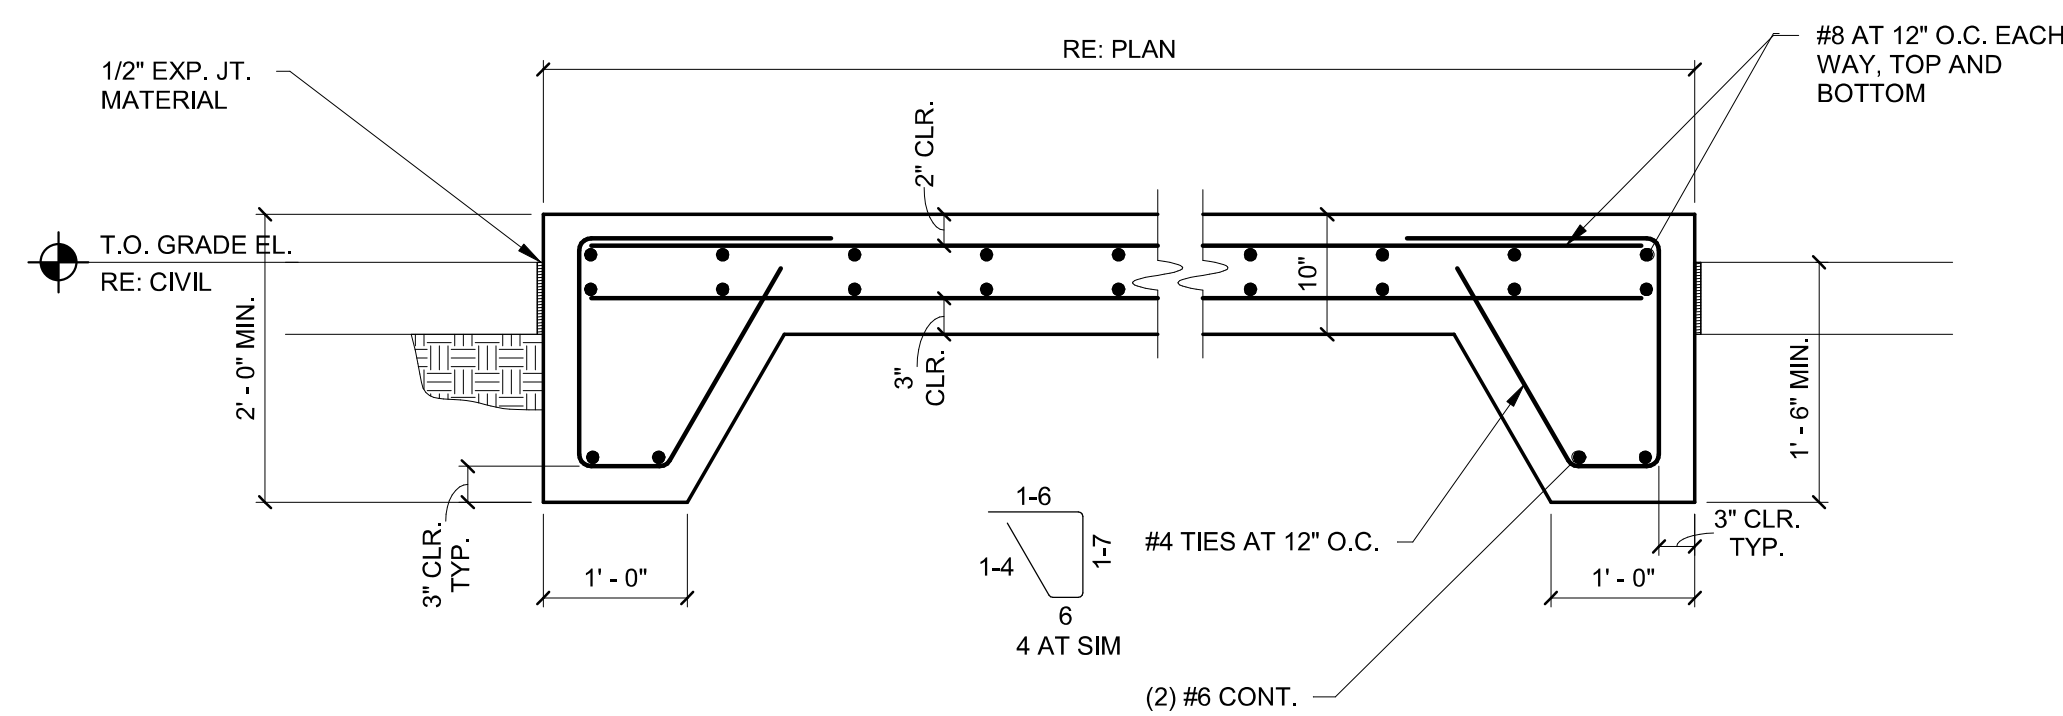 RE: PLAN
#8 AT 12" O.C. EACH
WAY, TOP AND
BOTTOM
1/2" EXP. JT.
MATERIAL
2" CLR.
T.O. GRADE EL.
RE: CIVIL
2' - 0" MIN.
10"
3"
CLR.
1' - 6" MIN.
3" CLR.
TYP.
1' - 0"
1-6
1-4
1-7
6
4 AT SIM
#4 TIES AT 12" O.C.
3" CLR.
TYP.
1' - 0"
(2) #6 CONT.